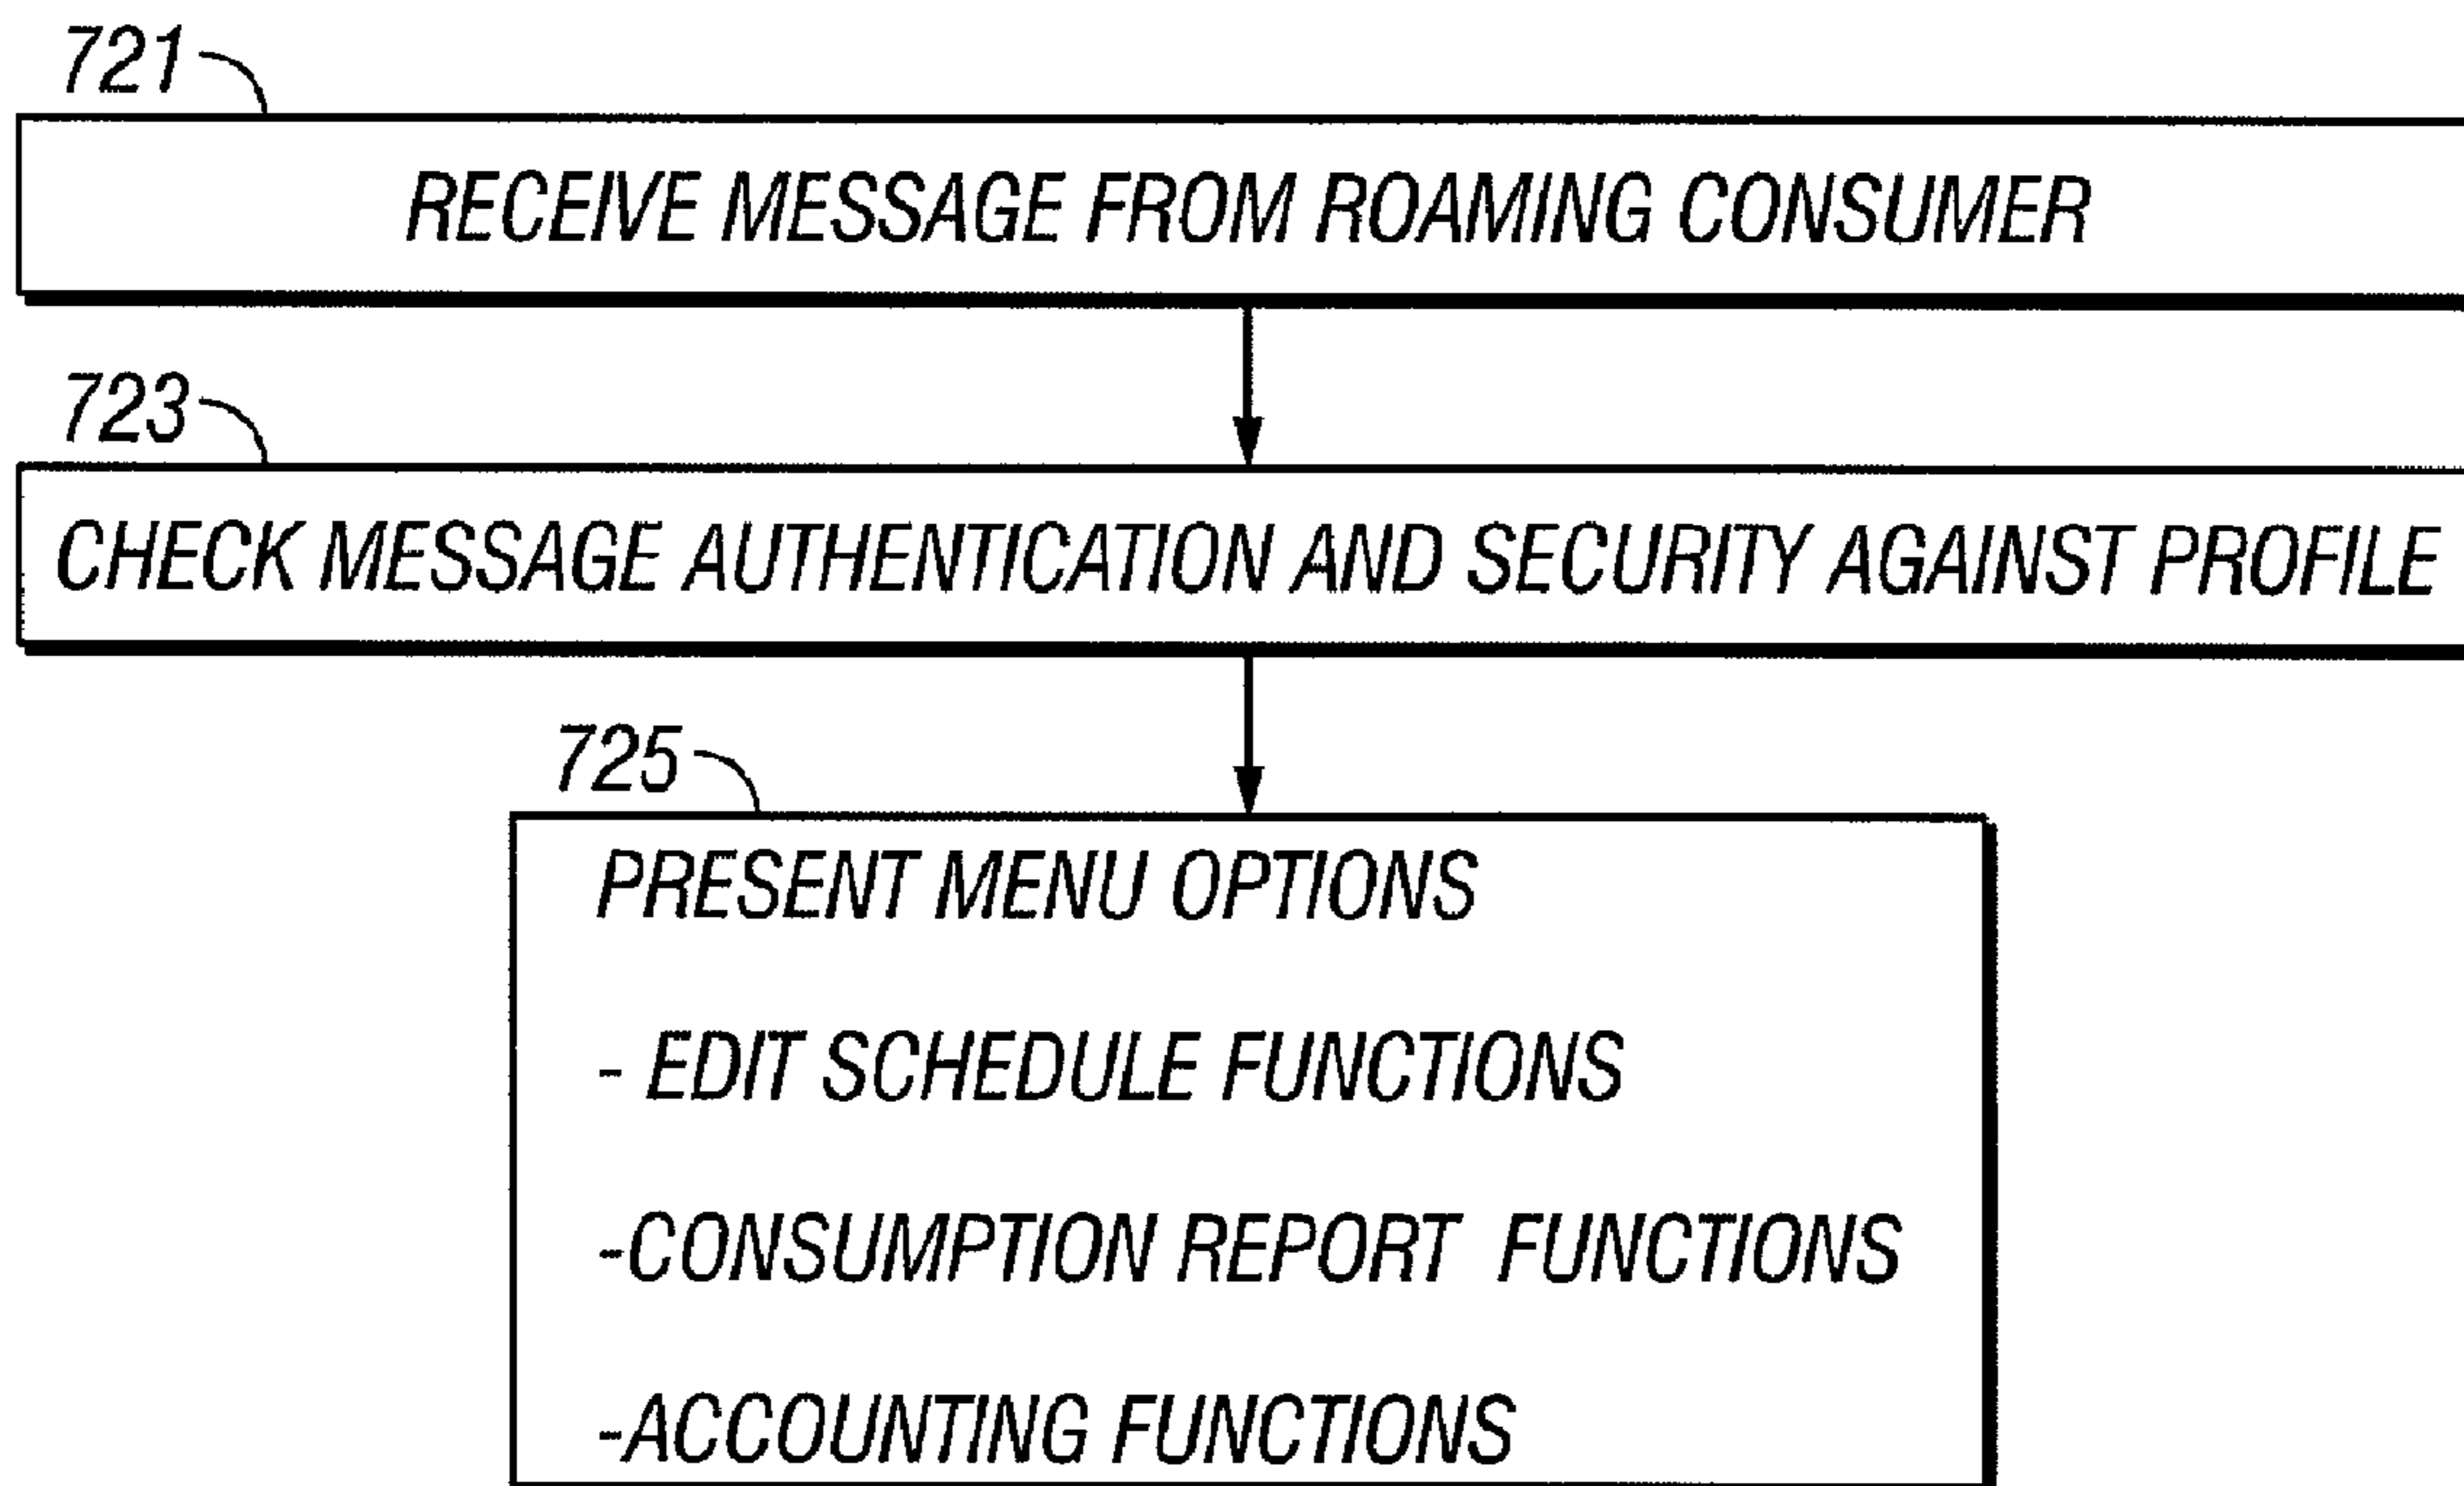 721
RECEIVE MESSAGE FROM ROAMING CONSUMER
723
CHECK MESSAGE AUTHENTICATION AND SECURITY AGAINST PROFILE
725
PRESENT MENU OPTIONS
- EDIT SCHEDULE FUNCTIONS
-CONSUMPTION REPORT FUNCTIONS
-ACCOUNTING FUNCTIONS